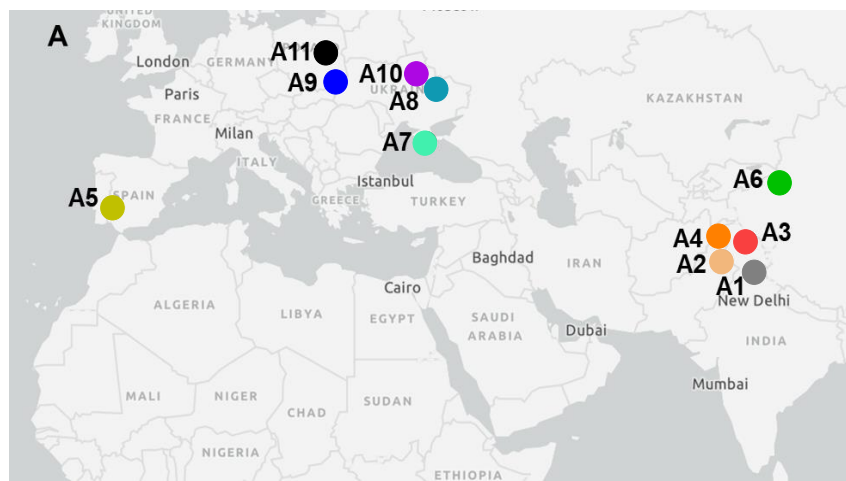 UNITED
KINGDOM
A
A11
POLA
London
GERMANY
A10
A9
UKRAINE
KAZAKHSTAN
A8
Paris
FRANCE
Milan
A7
ITALY
A6
Istanbul
A5
SPAIN
GREECE
TURKEY
A4
A3
Baghdad
IRAN
A2
Cairo
A1
New Delhi
ALGERIA
LIBYA
EGYPT
SAUDI
ARABIA
Dubai
INDIA
Mumbai
MALI
NIGER
SUDAN
CHAD
NIGERIA
ETHIOPIA